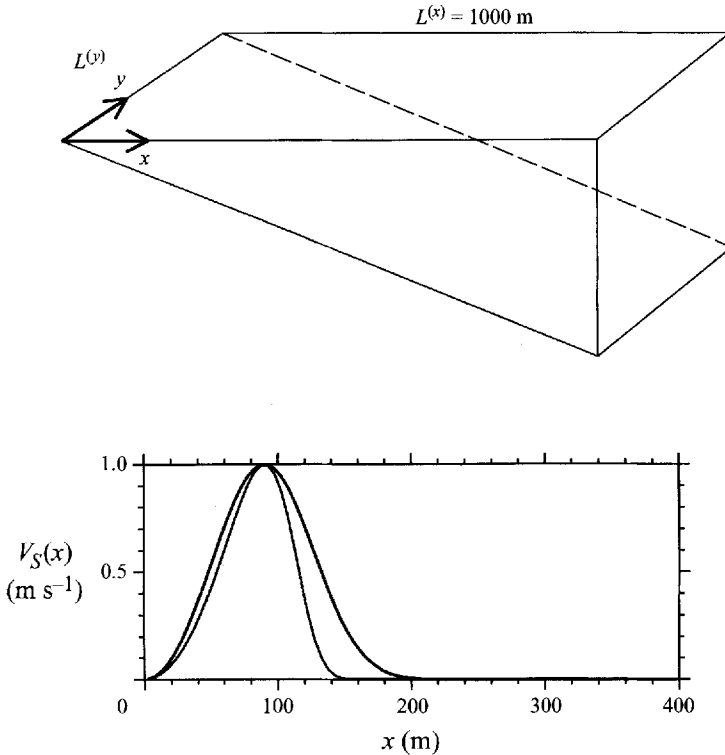 L(x) = 1000 m
L(y)
y
x
1.0
V_S(x)
0.5
(m s–1)
0 100 200 300 400
x (m)